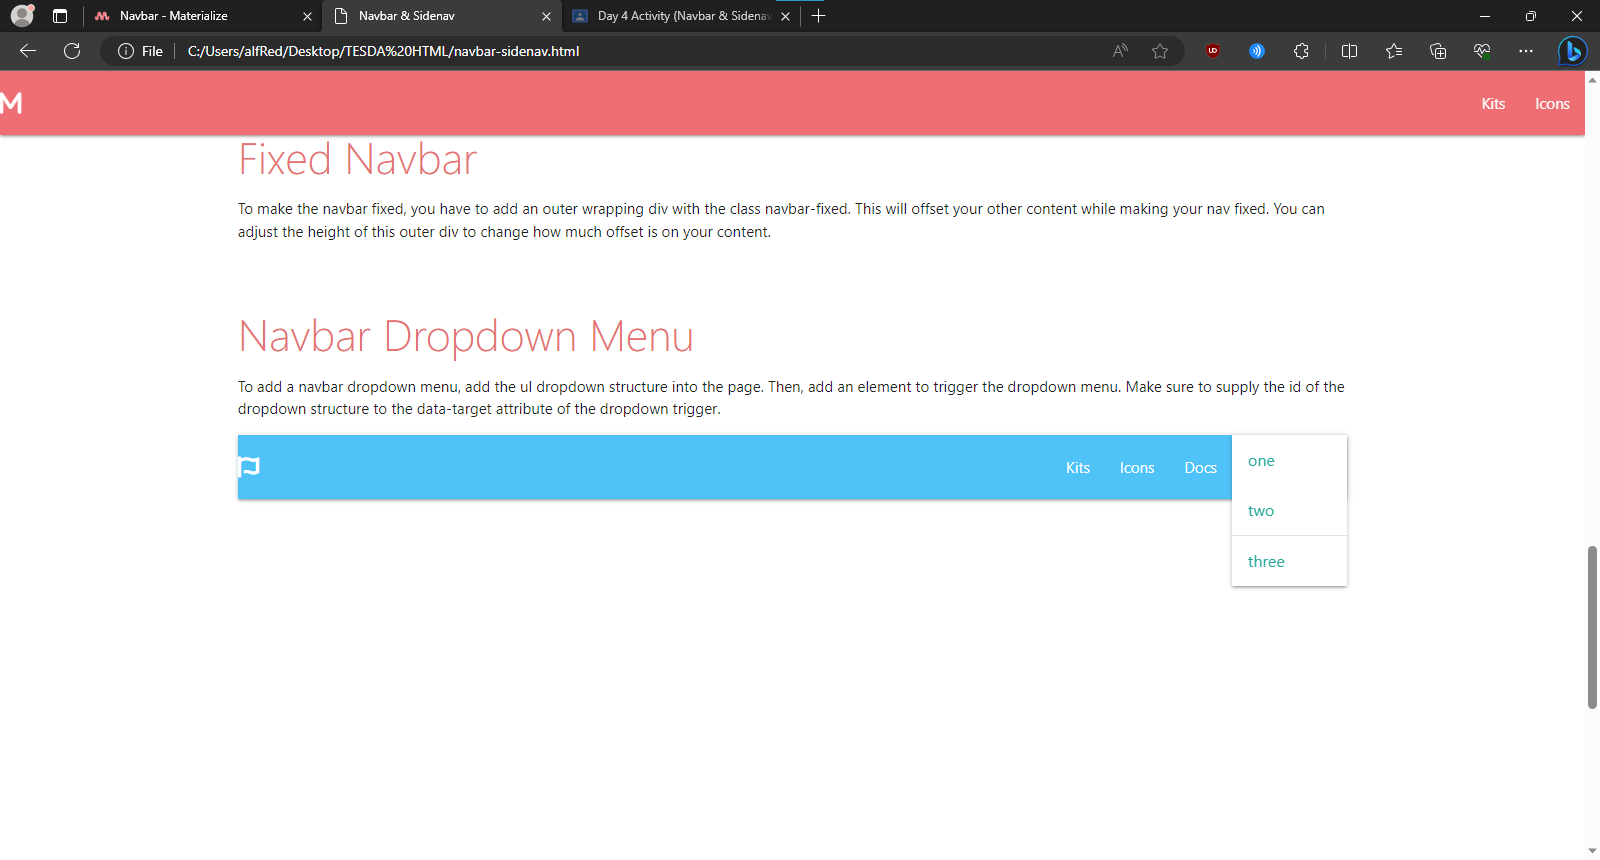 Navbar - Materialize
Navbar & Sidenav
Day 4 Activity (Navbar & Sidenav
File
C:/Users/alfRed/Desktop/TESDA%20HTML/navbar-sidenav.html
M
Kits
Icons
Fixed Navbar
To make the navbar fixed, you have to add an outer wrapping div with the class navbar-fixed. This will offset your other content while making your nav fixed. You can
adjust the height of this outer div to change how much offset is on your content.
Navbar Dropdown Menu
To add a navbar dropdown menu, add the ul dropdown structure into the page. Then, add an element to trigger the dropdown menu. Make sure to supply the id of the
dropdown structure to the data-target attribute of the dropdown trigger.
Kits
Icons
Docs
one
two
three